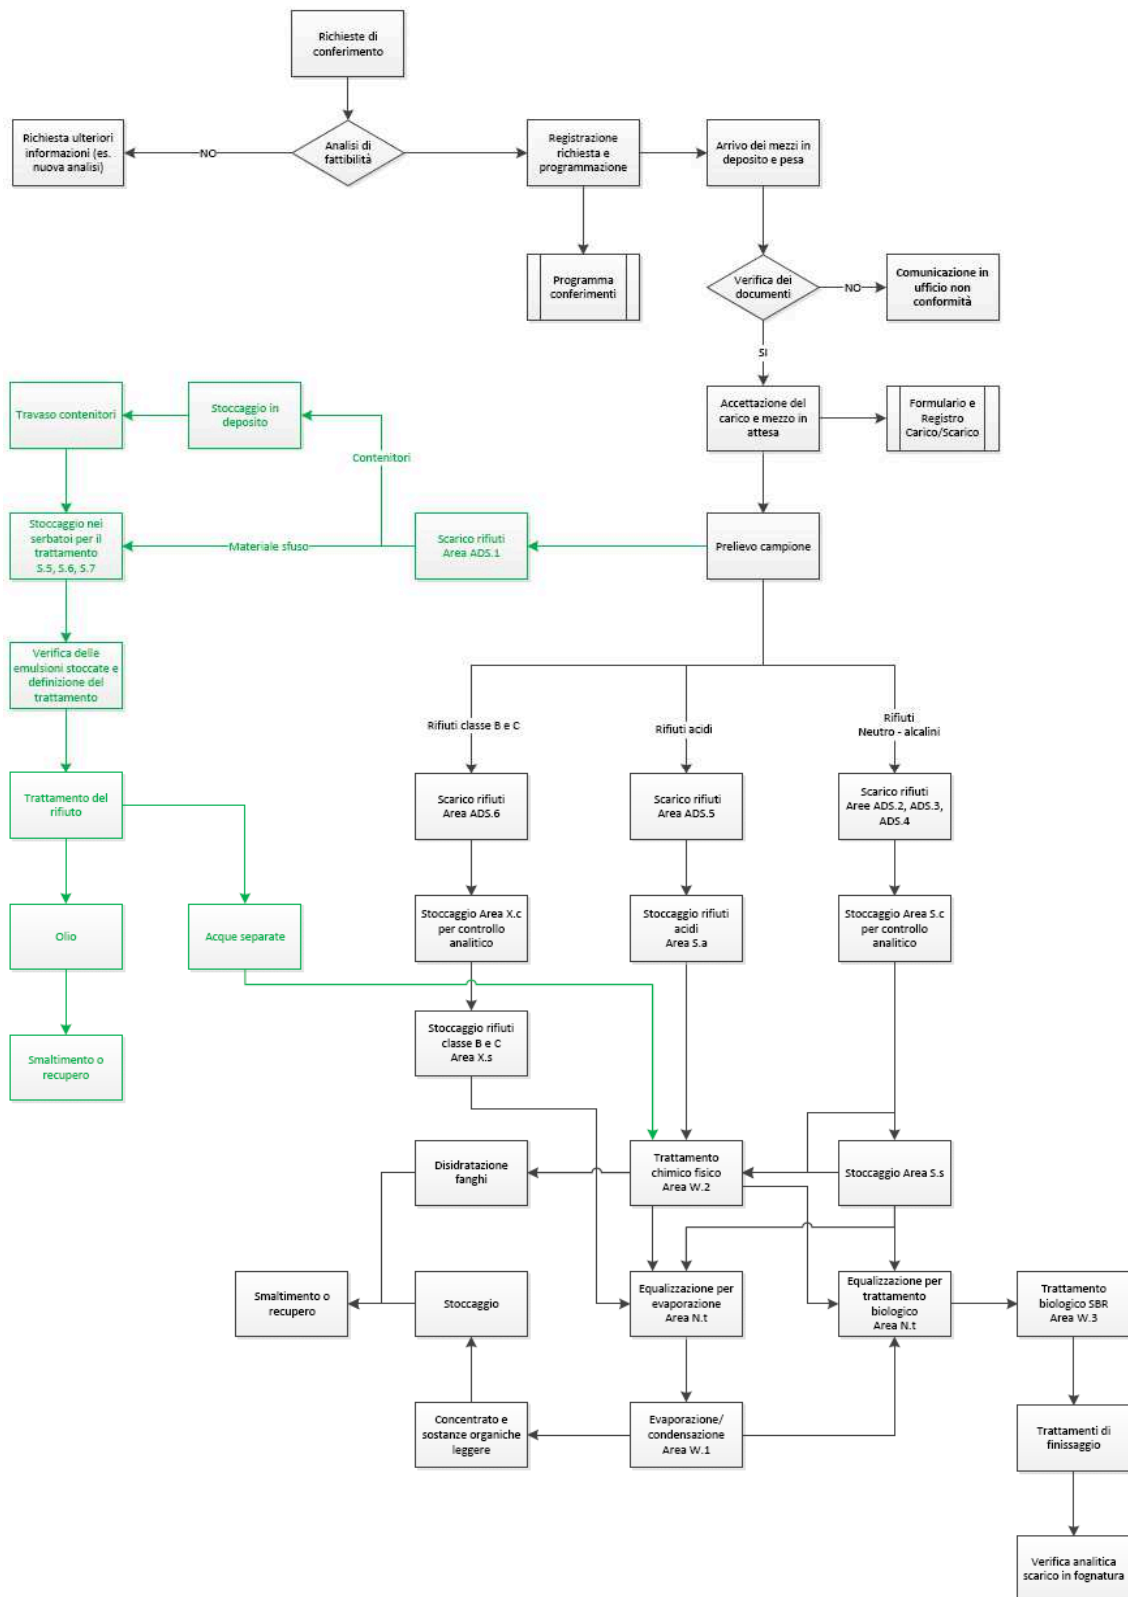 Richieste di
conferimento
Richiesta ulteriori
informazioni (es.
nuova analisi)
NO
Analisi di
fattibilità
Registrazione
richiesta e
programmazione
Arrivo dei mezzi in
deposito e pesa
Programma
conferimenti
Verifica dei
documenti
NO
Comunicazione in
ufficio non
conformità
SI
Travaso contenitori
Stoccaggio in
deposito
Accettazione del
carico e mezzo in
attesa
Formulario e
Registro
Carico/Scarico
Contenitori
Stoccaggio nei
serbatoi per il
trattamento
S.5, S.6, S.7
Materiale sfuso
Scarico rifiuti
Area ADS.1
Prelievo campione
Verifica delle
emulsioni stoccate e
definizione del
trattamento
Rifiuti classe B e C
Rifiuti acidi
Rifiuti
Neutro - alcalini
Trattamento del
rifiuto
Scarico rifiuti
Area ADS.6
Scarico rifiuti
Area ADS.5
Scarico rifiuti
Aree ADS.2, ADS.3,
ADS.4
Olio
Acque separate
Stoccaggio Area X.c
per controllo
analitico
Stoccaggio rifiuti
acidi
Area S.a
Stoccaggio Area S.c
per controllo
analitico
Smaltimento o
recupero
Stoccaggio rifiuti
classe B e C
Area X.s
Disidratazione
fanghi
Trattamento
chimico fisico
Area W.2
Stoccaggio Area S.s
Smaltimento o
recupero
Stoccaggio
Equalizzazione per
evaporazione
Area N.t
Equalizzazione per
trattamento
biologico
Area N.t
Trattamento
biologico SBR
Area W.3
Concentrato e
sostanze organiche
leggere
Evaporazione/
condensazione
Area W.1
Trattamenti di
finissaggio
Verifica analitica
scarico in fognatura